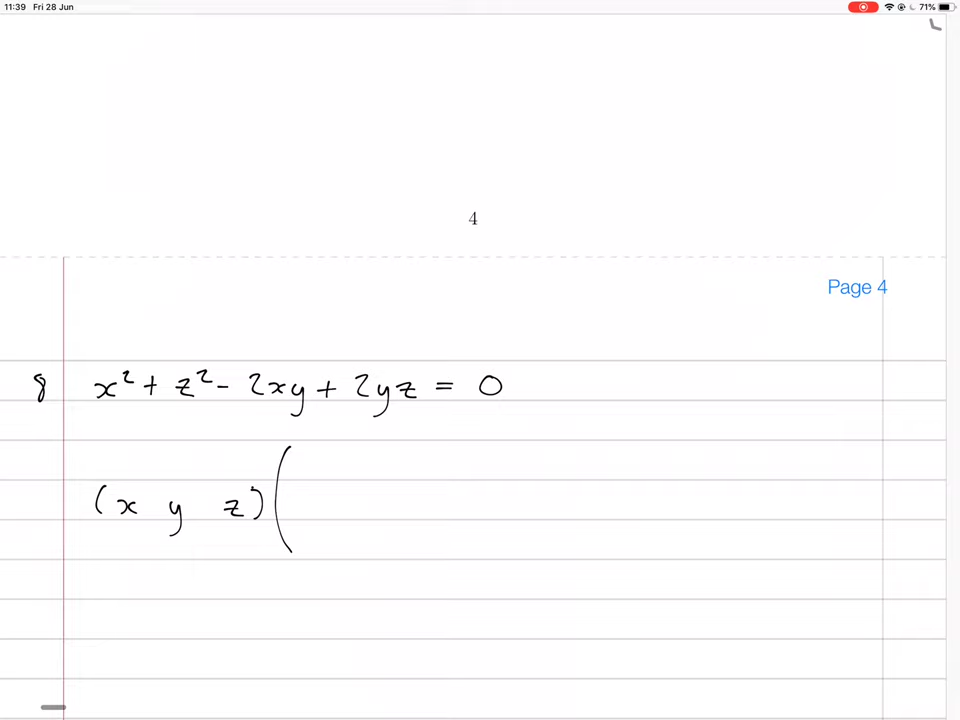 11:39 Fri 28 Jun 71%
4
Page 4
8 x² + z² - 2xy + 2yz = 0
(x y z)(